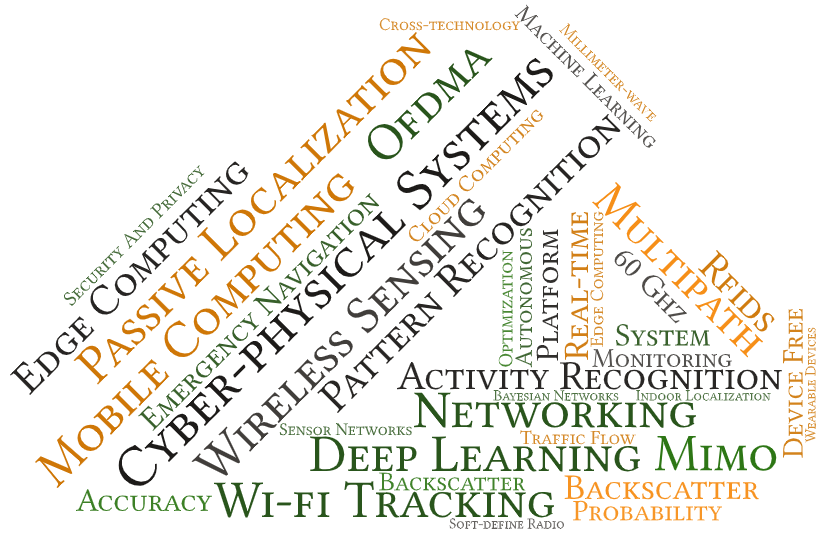 Cross-technology
Machine Learning
Millimeter-wave
Passive Localization
Ofdma
Cyber-physical Systems
Cloud Computing
Pattern Recognition
Security And Privacy
Edge Computing
Mobile Computing
Emergency Navigation
Wireless Sensing
Multipath
60 Ghz
Rfids
Optimization
Autonomous
Platform
Real-time
Edge Computing
System
Monitoring
Device Free
Wearable Devices
Activity Recognition
Bayesian Networks
Indoor Localization
Networking
Sensor Networks
Traffic Flow
Deep Learning
Mimo
Backscatter
Accuracy
Wi-fi Tracking
Backscatter
Probability
Soft-define Radio